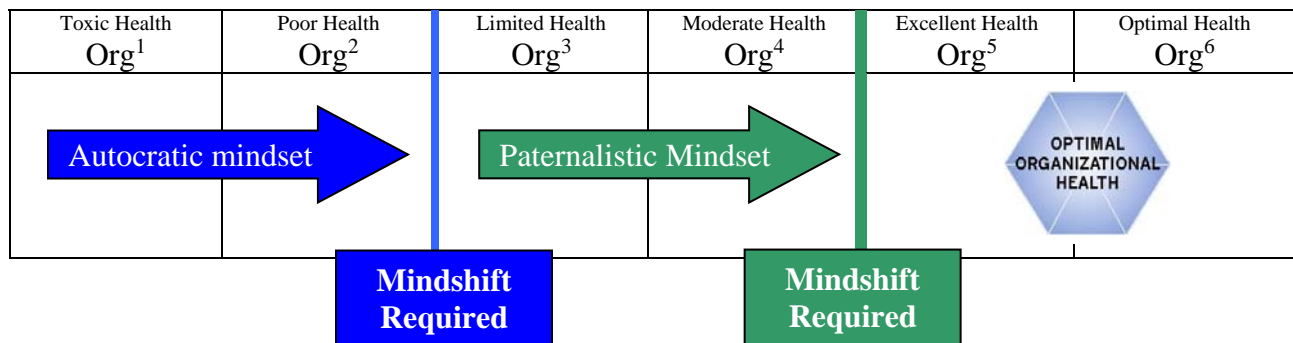 Toxic Health
Org¹
Poor Health
Org²
Limited Health
Org³
Moderate Health
Org⁴
Excellent Health
Org⁵
Optimal Health
Org⁶
Autocratic mindset
Paternalistic Mindset
OPTIMAL
ORGANIZATIONAL
HEALTH
Mindshift
Required
Mindshift
Required